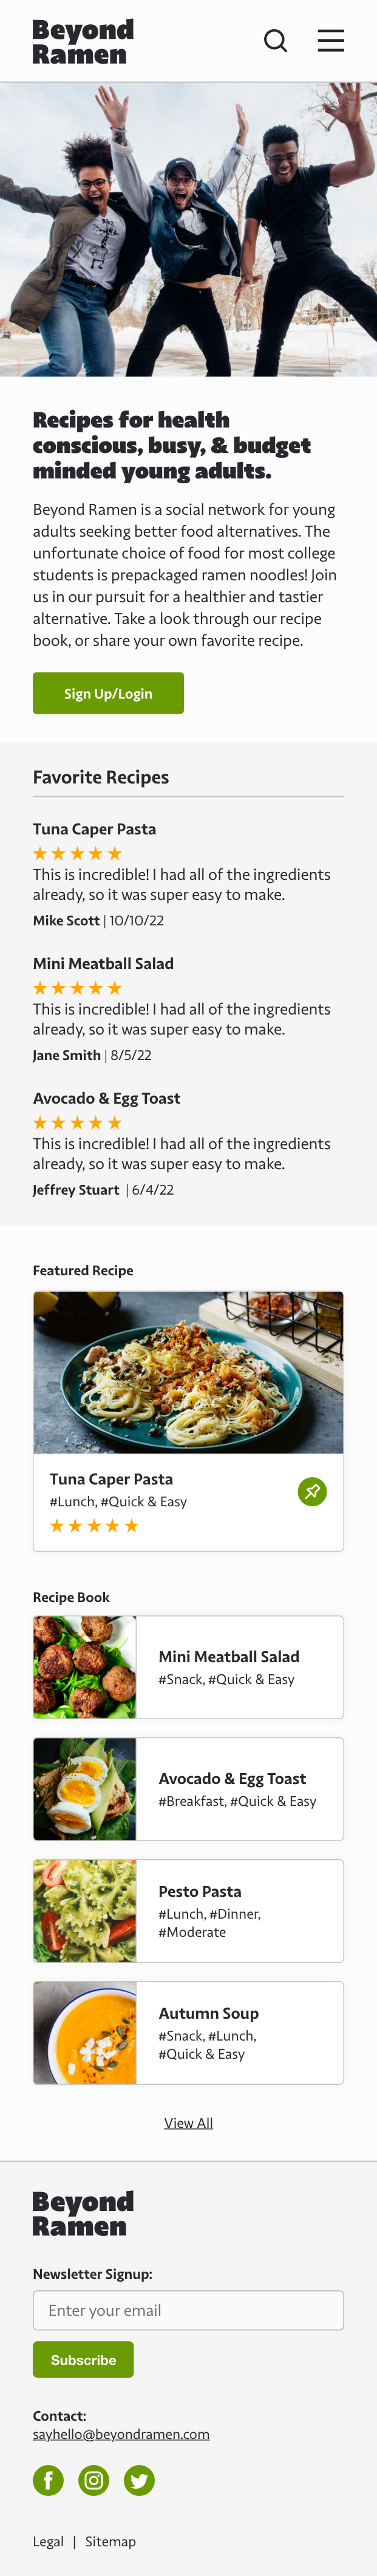 Beyond
Ramen
Recipes for health
conscious, busy, & budget
minded young adults.
Beyond Ramen is a social network for young
adults seeking better food alternatives. The
unfortunate choice of food for most college
students is prepackaged ramen noodles! Join
us in our pursuit for a healthier and tastier
alternative. Take a look through our recipe
book, or share your own favorite recipe.
Sign Up/Login
Favorite Recipes
Tuna Caper Pasta
This is incredible! I had all of the ingredients
already, so it was super easy to make.
Mike Scott | 10/10/22
Mini Meatball Salad
This is incredible! I had all of the ingredients
already, so it was super easy to make.
Jane Smith | 8/5/22
Avocado & Egg Toast
This is incredible! I had all of the ingredients
already, so it was super easy to make.
Jeffrey Stuart | 6/4/22
Featured Recipe
Tuna Caper Pasta
#Lunch, #Quick & Easy
Recipe Book
Mini Meatball Salad
#Snack, #Quick & Easy
Avocado & Egg Toast
#Breakfast, #Quick & Easy
Pesto Pasta
#Lunch, #Dinner,
#Moderate
Autumn Soup
#Snack, #Lunch,
#Quick & Easy
View All
Beyond
Ramen
Newsletter Signup:
Enter your email
Subscribe
Contact:
sayhello@beyondramen.com
Legal | Sitemap